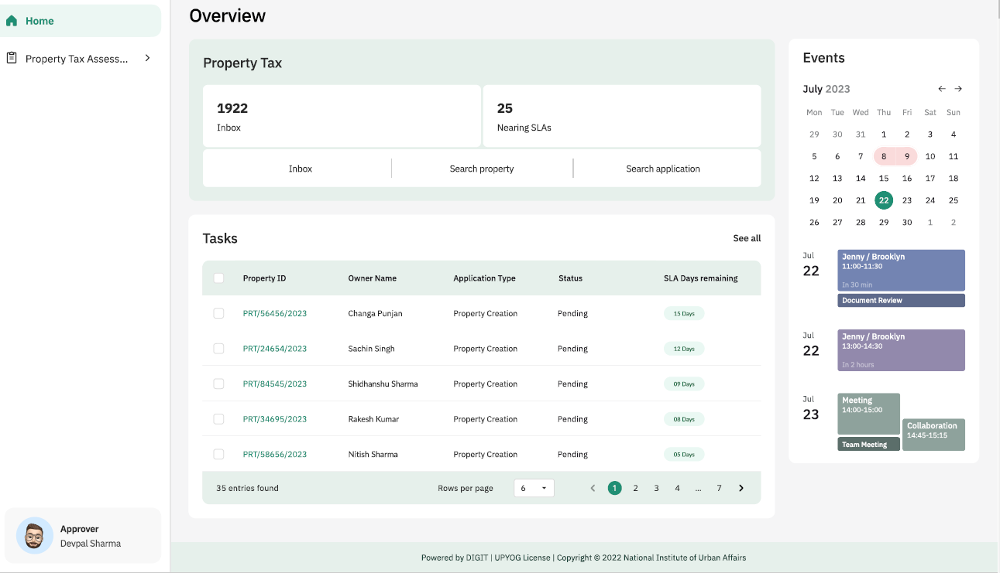 Home
Property Tax Assess...
Approver
Devpal Sharma
Overview
Property Tax
1922
Inbox
25
Nearing SLAs
Inbox
Search property
Search application
Tasks
See all
Property ID Owner Name Application Type Status SLA Days remaining
PRT/56456/2023 Changa Punjan Property Creation Pending 15 Days
PRT/24654/2023 Sachin Singh Property Creation Pending 12 Days
PRT/84545/2023 Shidhanshu Sharma Property Creation Pending 09 Days
PRT/34695/2023 Rakesh Kumar Property Creation Pending 08 Days
PRT/58656/2023 Nitish Sharma Property Creation Pending 05 Days
35 entries found Rows per page 6 1 2 3 4 ... 7
Events
July 2023
Mon Tue Wed Thu Fri Sat Sun
29 30 31 1 2 3 4
5 6 7 8 9 10 11
12 13 14 15 16 17 18
19 20 21 22 23 24 25
26 27 28 29 30 1 2
Jul
22
Jenny / Brooklyn
11:00-11:30
In 30 min
Document Review
Jul
22
Jenny / Brooklyn
13:00-14:30
In 2 hours
Jul
23
Meeting
14:00-15:00
Team Meeting
Collaboration
14:45-15:15
Powered by DIGIT | UPYOG License | Copyright © 2022 National Institute of Urban Affairs